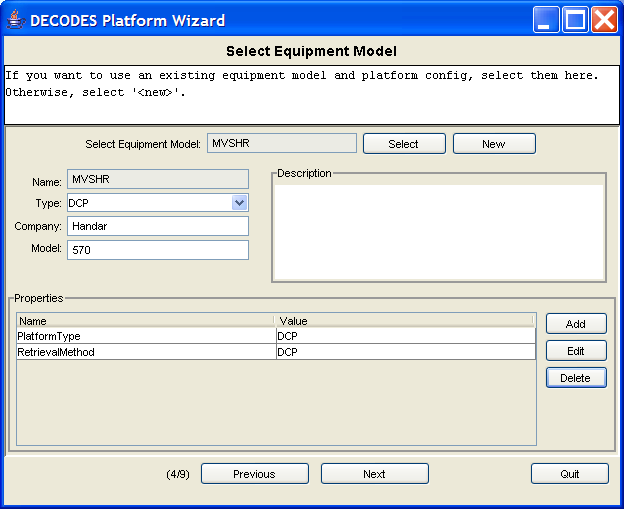 DECODES Platform Wizard
Select Equipment Model
If you want to use an existing equipment model and platform config, select them here.
Otherwise, select '<new>'.
Select Equipment Model: MVSHR Select New
Name: MVSHR
Type: DCP
Company: Handar
Model: 570
Description
Properties
Name Value
PlatformType DCP
RetrievalMethod DCP
Add
Edit
Delete
(4/9) Previous Next Quit